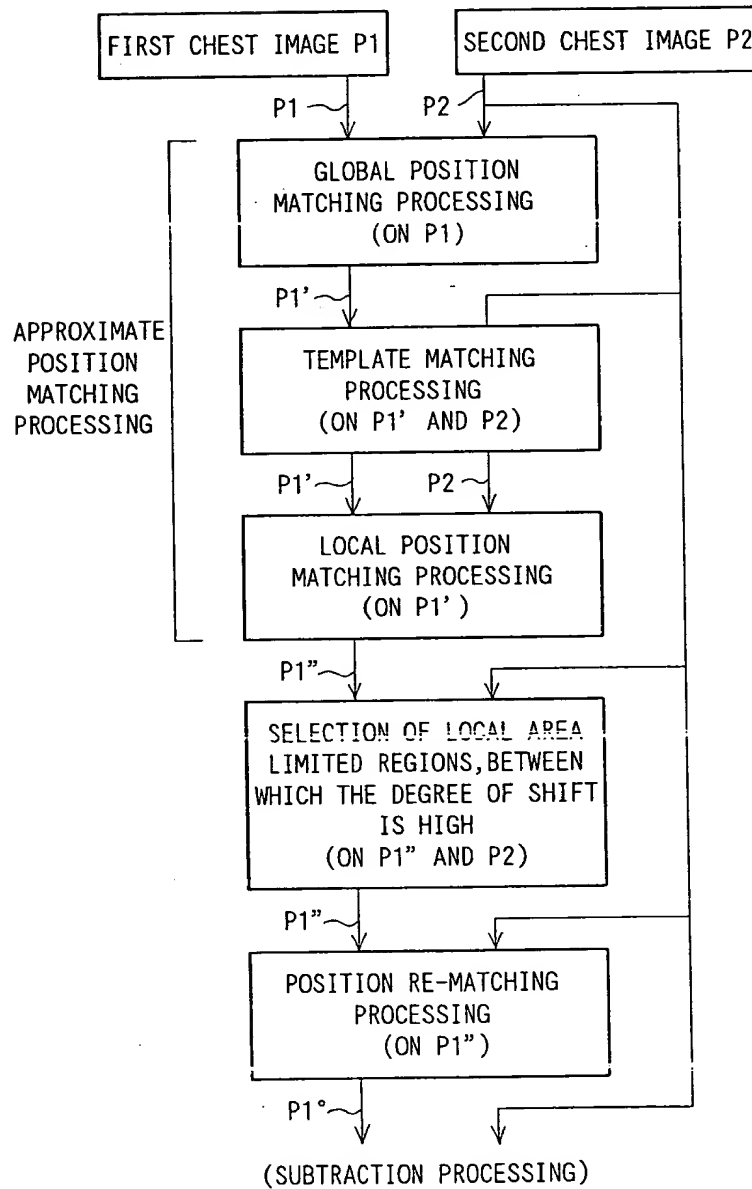 FIRST CHEST IMAGE P1
SECOND CHEST IMAGE P2
P1
P2
GLOBAL POSITION
MATCHING PROCESSING
(ON P1)
P1'
APPROXIMATE
POSITION
MATCHING
PROCESSING
TEMPLATE MATCHING
PROCESSING
(ON P1' AND P2)
P1'
P2
LOCAL POSITION
MATCHING PROCESSING
(ON P1')
P1"
SELECTION OF LOCAL AREA
LIMITED REGIONS,BETWEEN
WHICH THE DEGREE OF SHIFT
IS HIGH
(ON P1" AND P2)
P1"
POSITION RE-MATCHING
PROCESSING
(ON P1")
P1°
(SUBTRACTION PROCESSING)